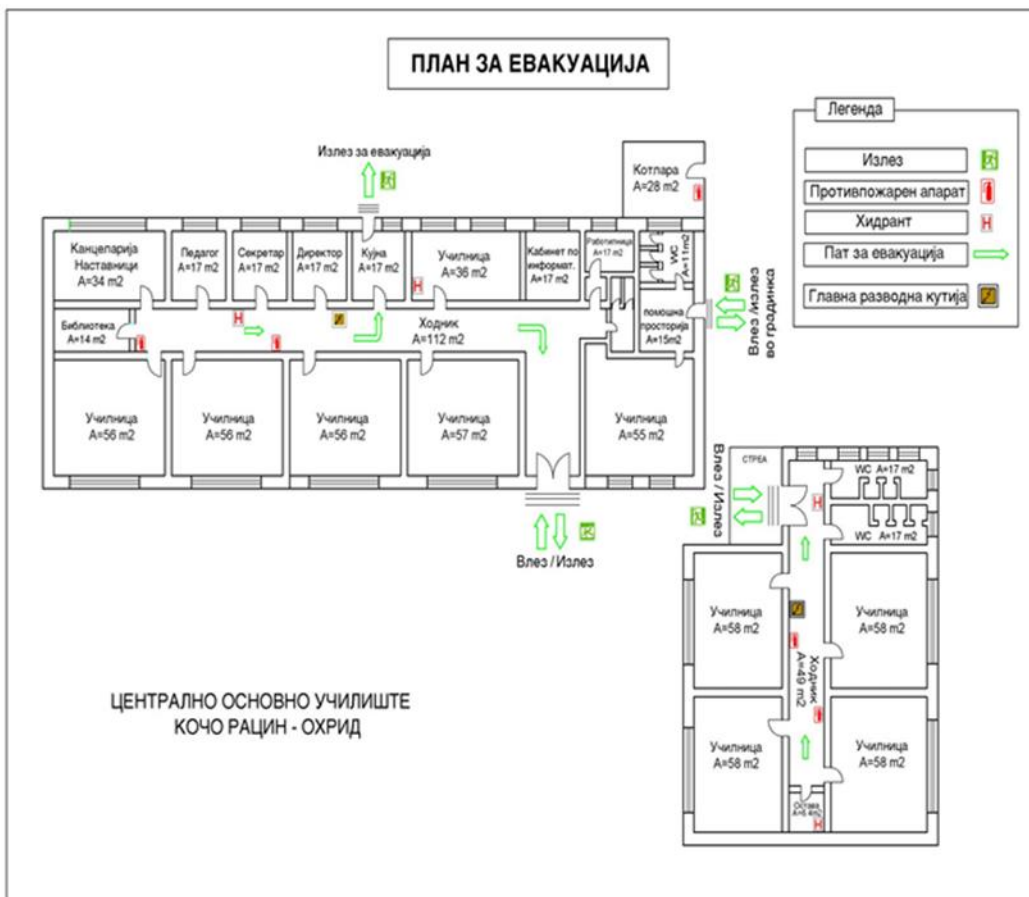 ПЛАН ЗА ЕВАКУАЦИЈА
Легенда
Излез
Противпожарен апарат
Хидрант
H
Пат за евакуација
Главна разводна кутија
Излез за евакуација
Котлара
А=28 m2
Канцеларија
Наставници
А=34 m2
Педагог
А=17 m2
Секретар
А=17 m2
Директор
А=17 m2
Кујна
А=17 m2
Училница
А=36 m2
H
Кабинет по
информат.
А=17 m2
Работилница
А=17 m2
WC
А=11m2
Библиотека
А=14 m2
H
Ходник
А=112 m2
помошна
просторија
А=15m2
Влез /излез
во градинка
Училница
А=56 m2
Училница
А=56 m2
Училница
А=56 m2
Училница
А=57 m2
Училница
А=55 m2
Влез / Излез
Влез / Излез
СТРЕА
H
WC А=17 m2
WC А=17 m2
Училница
А=58 m2
Училница
А=58 m2
Ходник
А=49 m2
Училница
А=58 m2
Училница
А=58 m2
Остава
H
ЦЕНТРАЛНО ОСНОВНО УЧИЛИШТЕ
КОЧО РАЦИН - ОХРИД